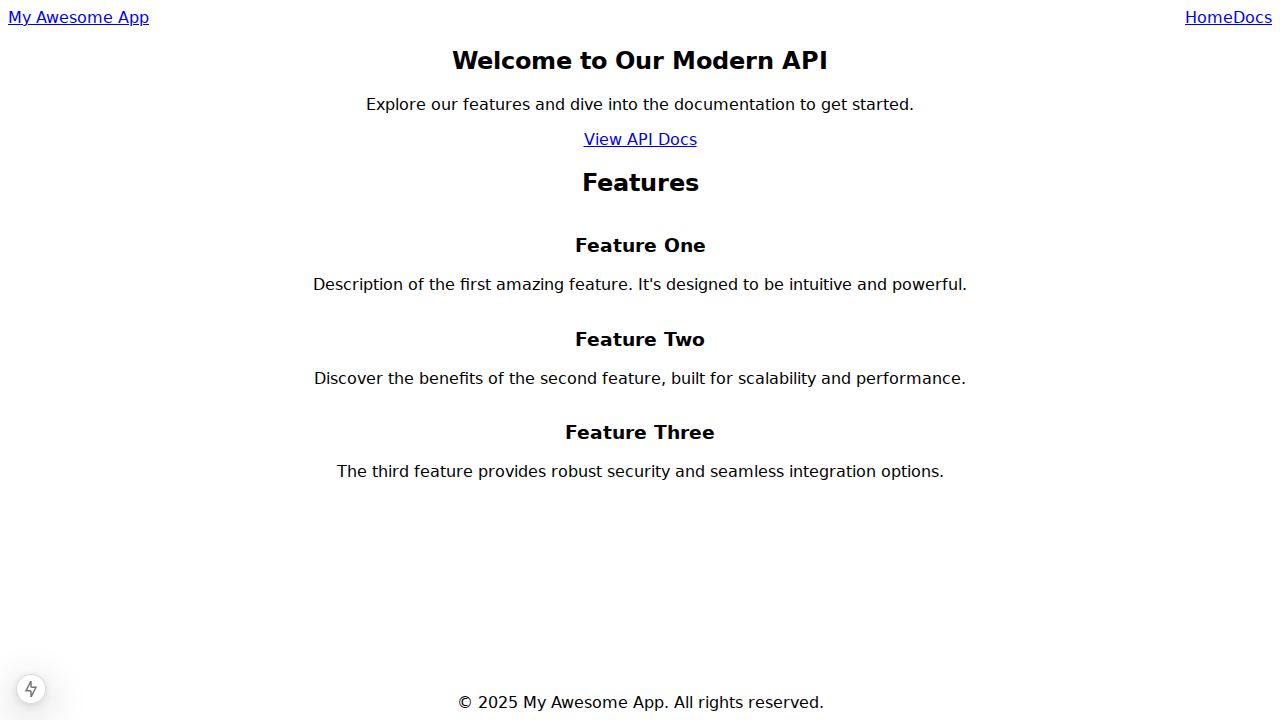 My Awesome App
HomeDocs
Welcome to Our Modern API
Explore our features and dive into the documentation to get started.
View API Docs
Features
Feature One
Description of the first amazing feature. It's designed to be intuitive and powerful.
Feature Two
Discover the benefits of the second feature, built for scalability and performance.
Feature Three
The third feature provides robust security and seamless integration options.
© 2025 My Awesome App. All rights reserved.